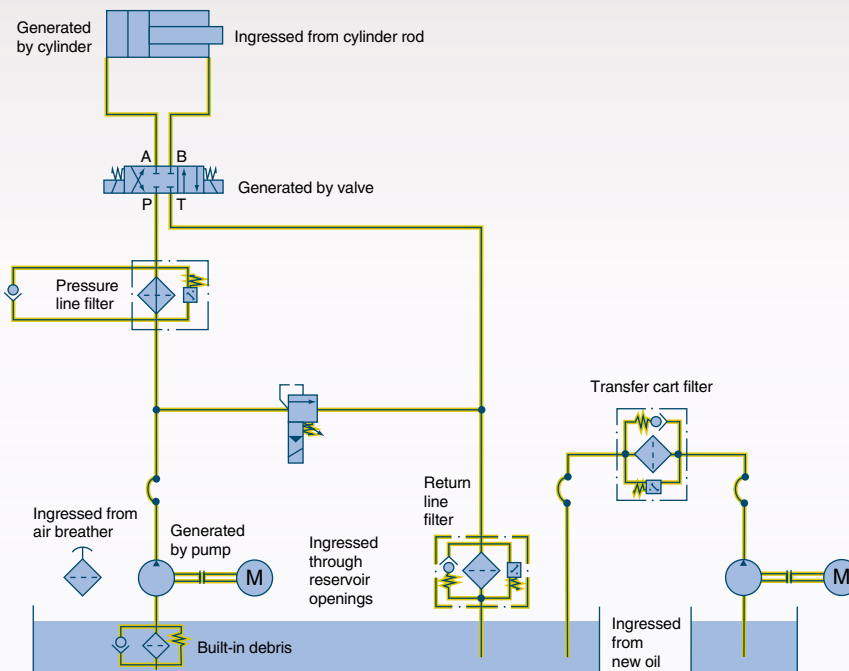 Generated
by cylinder
Ingressed from cylinder rod
A B
P T
Generated by valve
Pressure
line filter
Transfer cart filter
Return
line
filter
Ingressed from
air breather
Generated
by pump
M
Ingressed
through
reservoir
openings
M
Built-in debris
Ingressed
from
new oil